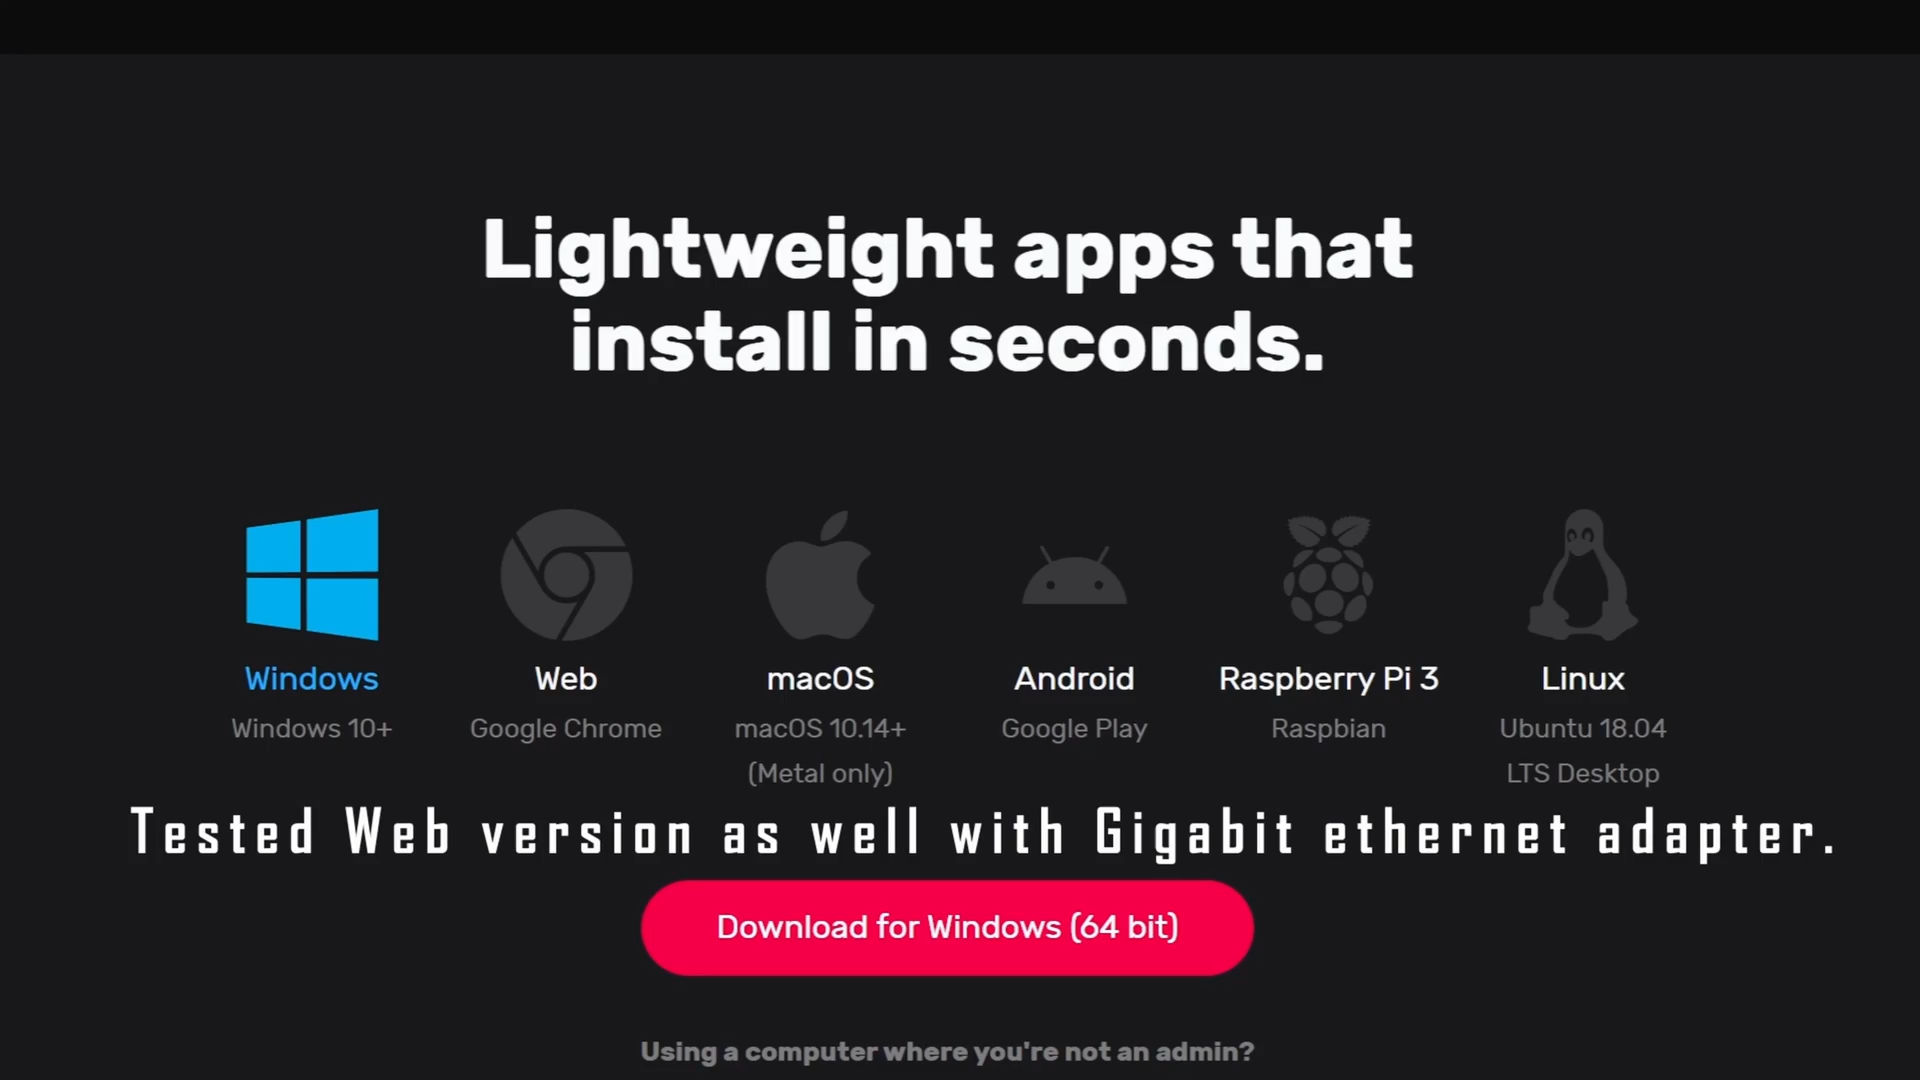 Lightweight apps that
install in seconds.
Windows
Web
macOS
Android
Raspberry Pi 3
Linux
Windows 10+
Google Chrome
macOS 10.14+
Google Play
Raspbian
Ubuntu 18.04
(Metal only)
LTS Desktop
Tested Web version as well with Gigabit ethernet adapter.
Download for Windows (64 bit)
Using a computer where you're not an admin?